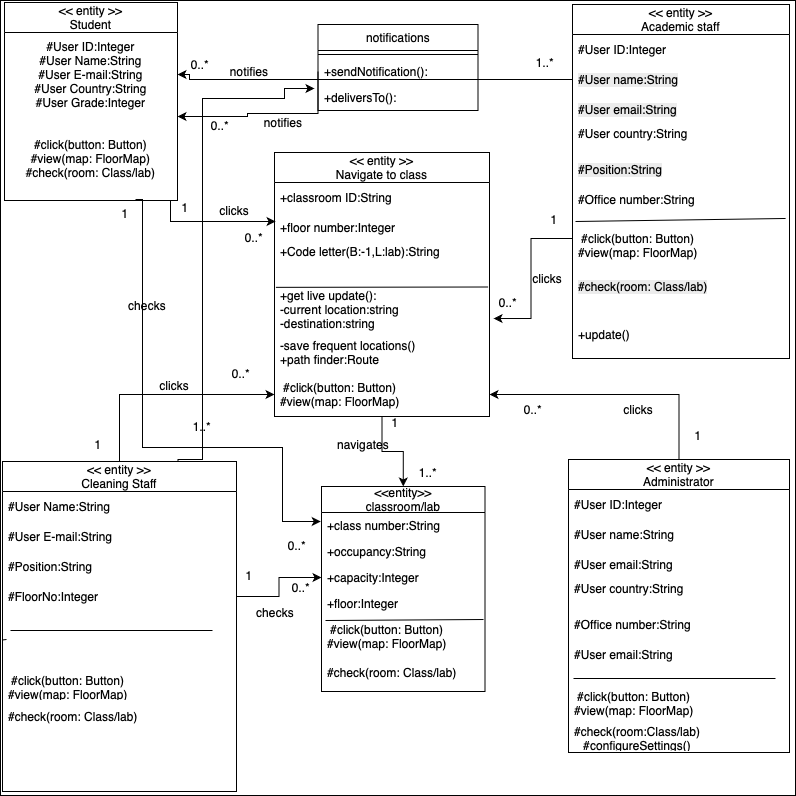 << entity >>
Student
#User ID:Integer
#User Name:String
#User E-mail:String
#User Country:String
#User Grade:Integer
#click(button: Button)
#view(map: FloorMap)
#check(room: Class/lab)
notifications
+sendNotification():
+deliversTo():
<< entity >>
Academic staff
#User ID:Integer
#User name:String
#User email:String
#User country:String
#Position:String
#Office number:String
#click(button: Button)
#view(map: FloorMap)
#check(room: Class/lab)
+update()
0..*
notifies
1..*
0..*
notifies
<< entity >>
Navigate to class
+classroom ID:String
+floor number:Integer
+Code letter(B:-1,L:lab):String
+get live update():
-current location:string
-destination:string
-save frequent locations()
+path finder:Route
#click(button: Button)
#view(map: FloorMap)
1
1
clicks
0..*
1
clicks
0..*
checks
0..*
clicks
1
1..*
0..*
clicks
1
1
navigates
1..*
<< entity >>
Cleaning Staff
#User Name:String
#User E-mail:String
#Position:String
#FloorNo:Integer
#click(button: Button)
#view(map: FloorMap)
#check(room: Class/lab)
0..*
1
0..*
checks
<<entity>>
classroom/lab
+class number:String
+occupancy:String
+capacity:Integer
+floor:Integer
#click(button: Button)
#view(map: FloorMap)
#check(room: Class/lab)
<< entity >>
Administrator
#User ID:Integer
#User name:String
#User email:String
#User country:String
#Office number:String
#User email:String
#click(button: Button)
#view(map: FloorMap)
#check(room:Class/lab)
#configureSettings()